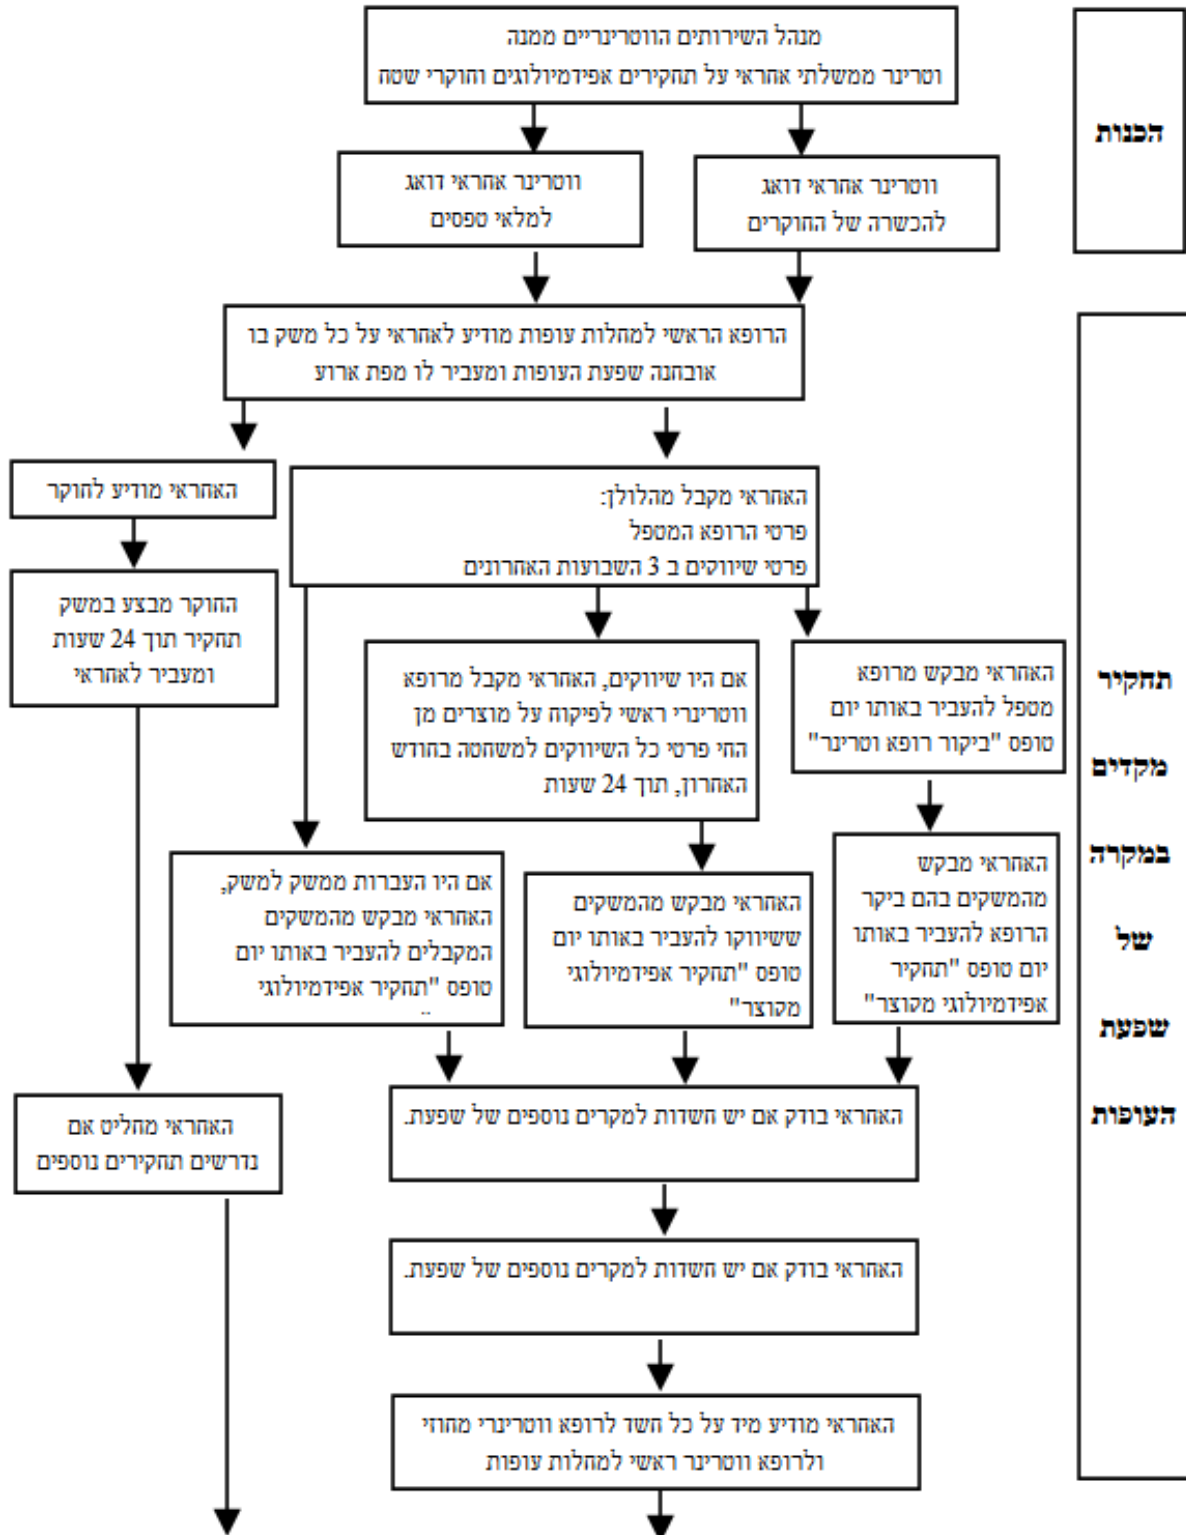 מנהל השירותים הווטרינריים ממנה
וטרינר ממשלתי אחראי על תחקירים אפידמיולוגים וחוקרי שטח
הכנות
ווטרינר אחראי דואג
להכשרה של החוקרים
ווטרינר אחראי דואג
למלאי טפסים
הרופא הראשי למחלות עופות מודיע לאחראי על כל משק בו
אובחנה שפעת העופות ומעביר לו מפת ארוע
האחראי מקבל מהלולן:
פרטי הרופא המטפל
פרטי שיווקים ב 3 השבועות האחרונים
האחראי מודיע לחוקר
החוקר מבצע במשק
תחקיר תוך 24 שעות
ומעביר לאחראי
האחראי מבקש מרופא
מטפל להעביר באותו יום
טופס "ביקור רופא וטרינר"
אם היו שיווקים, האחראי מקבל מרופא
ווטרינרי ראשי לפיקוח על מוצרים מן
החי פרטי כל השיווקים למשחטה בחודש
האחרון, תוך 24 שעות
האחראי מבקש
מהמשקים בהם ביקר
הרופא להעביר באותו
יום טופס "תחקיר
אפידמיולוגי מקוצר"
האחראי מבקש מהמשקים
ששיווקו להעביר באותו יום
טופס "תחקיר אפידמיולוגי
מקוצר"
אם היו העברות ממשק למשק,
האחראי מבקש מהמשקים
המקבלים להעביר באותו יום
טופס "תחקיר אפידמיולוגי
האחראי בודק אם יש חשדות למקרים נוספים של שפעת.
האחראי מחליט אם
נדרשים תחקירים נוספים
האחראי בודק אם יש חשדות למקרים נוספים של שפעת.
האחראי מודיע מיד על כל חשד לרופא ווטרינרי מחוזי
ולרופא ווטרינר ראשי למחלות עופות
תחקיר
מקדים
במקרה
של
שפעת
העופות